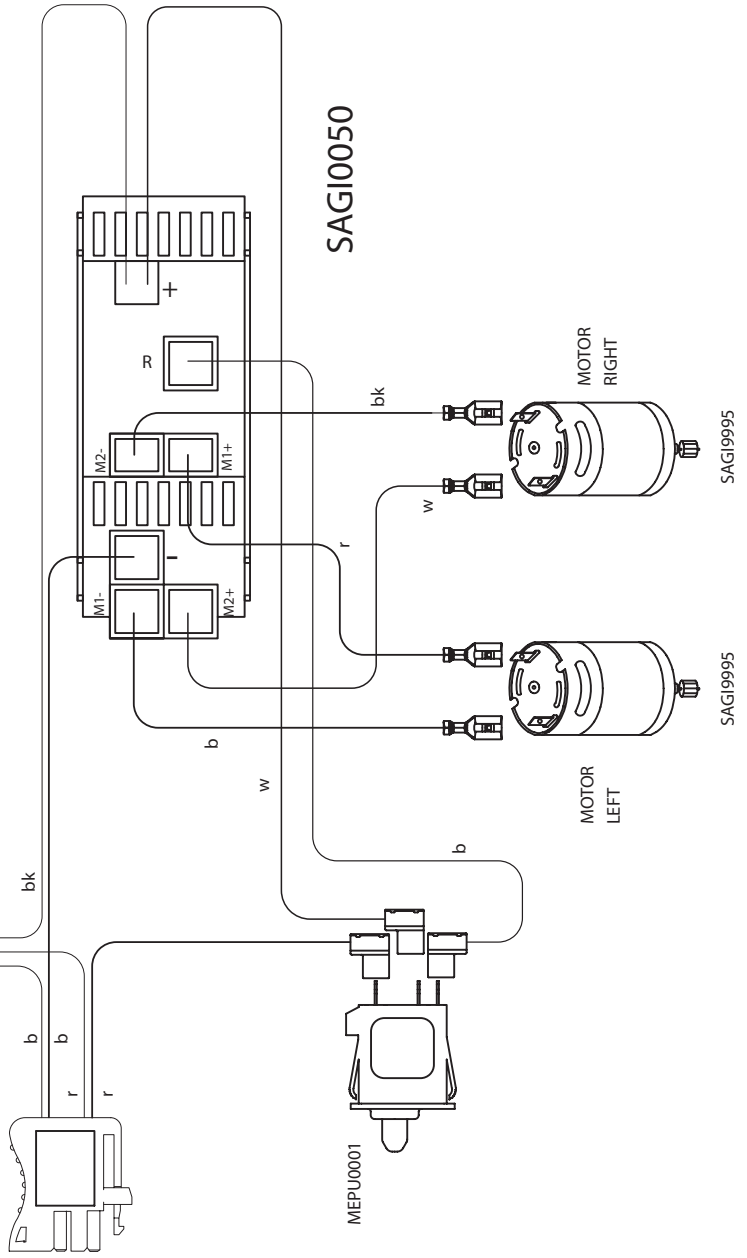 SAGI0050
+
R
M2-
M1+
-
M1-
M2+
bk
w
r
b
w
b
bk
b
b
r
r
MOTOR
RIGHT
SAGI9995
MOTOR
LEFT
SAGI9995
MEPU0001